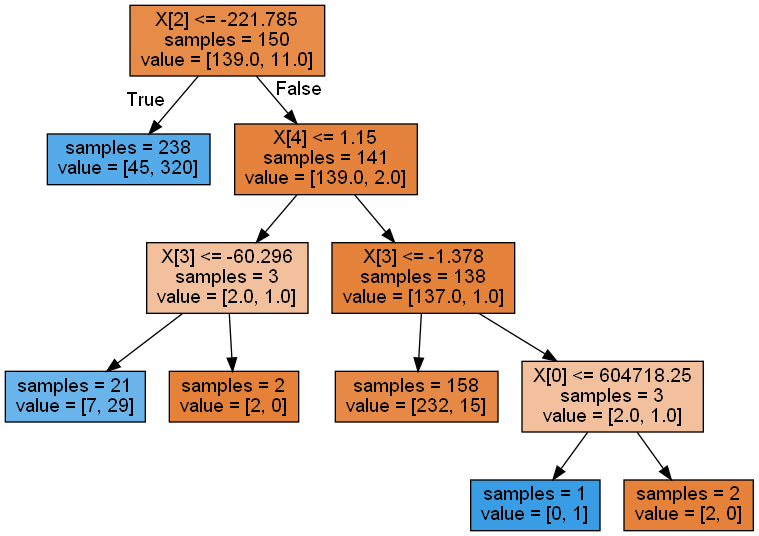 X[2] <= -221.785
samples = 150
value = [139.0, 11.0]
True
False
samples = 238
value = [45, 320]
X[4] <= 1.15
samples = 141
value = [139.0, 2.0]
X[3] <= -60.296
samples = 3
value = [2.0, 1.0]
X[3] <= -1.378
samples = 138
value = [137.0, 1.0]
samples = 21
value = [7, 29]
samples = 2
value = [2, 0]
samples = 158
value = [232, 15]
X[0] <= 604718.25
samples = 3
value = [2.0, 1.0]
samples = 1
value = [0, 1]
samples = 2
value = [2, 0]